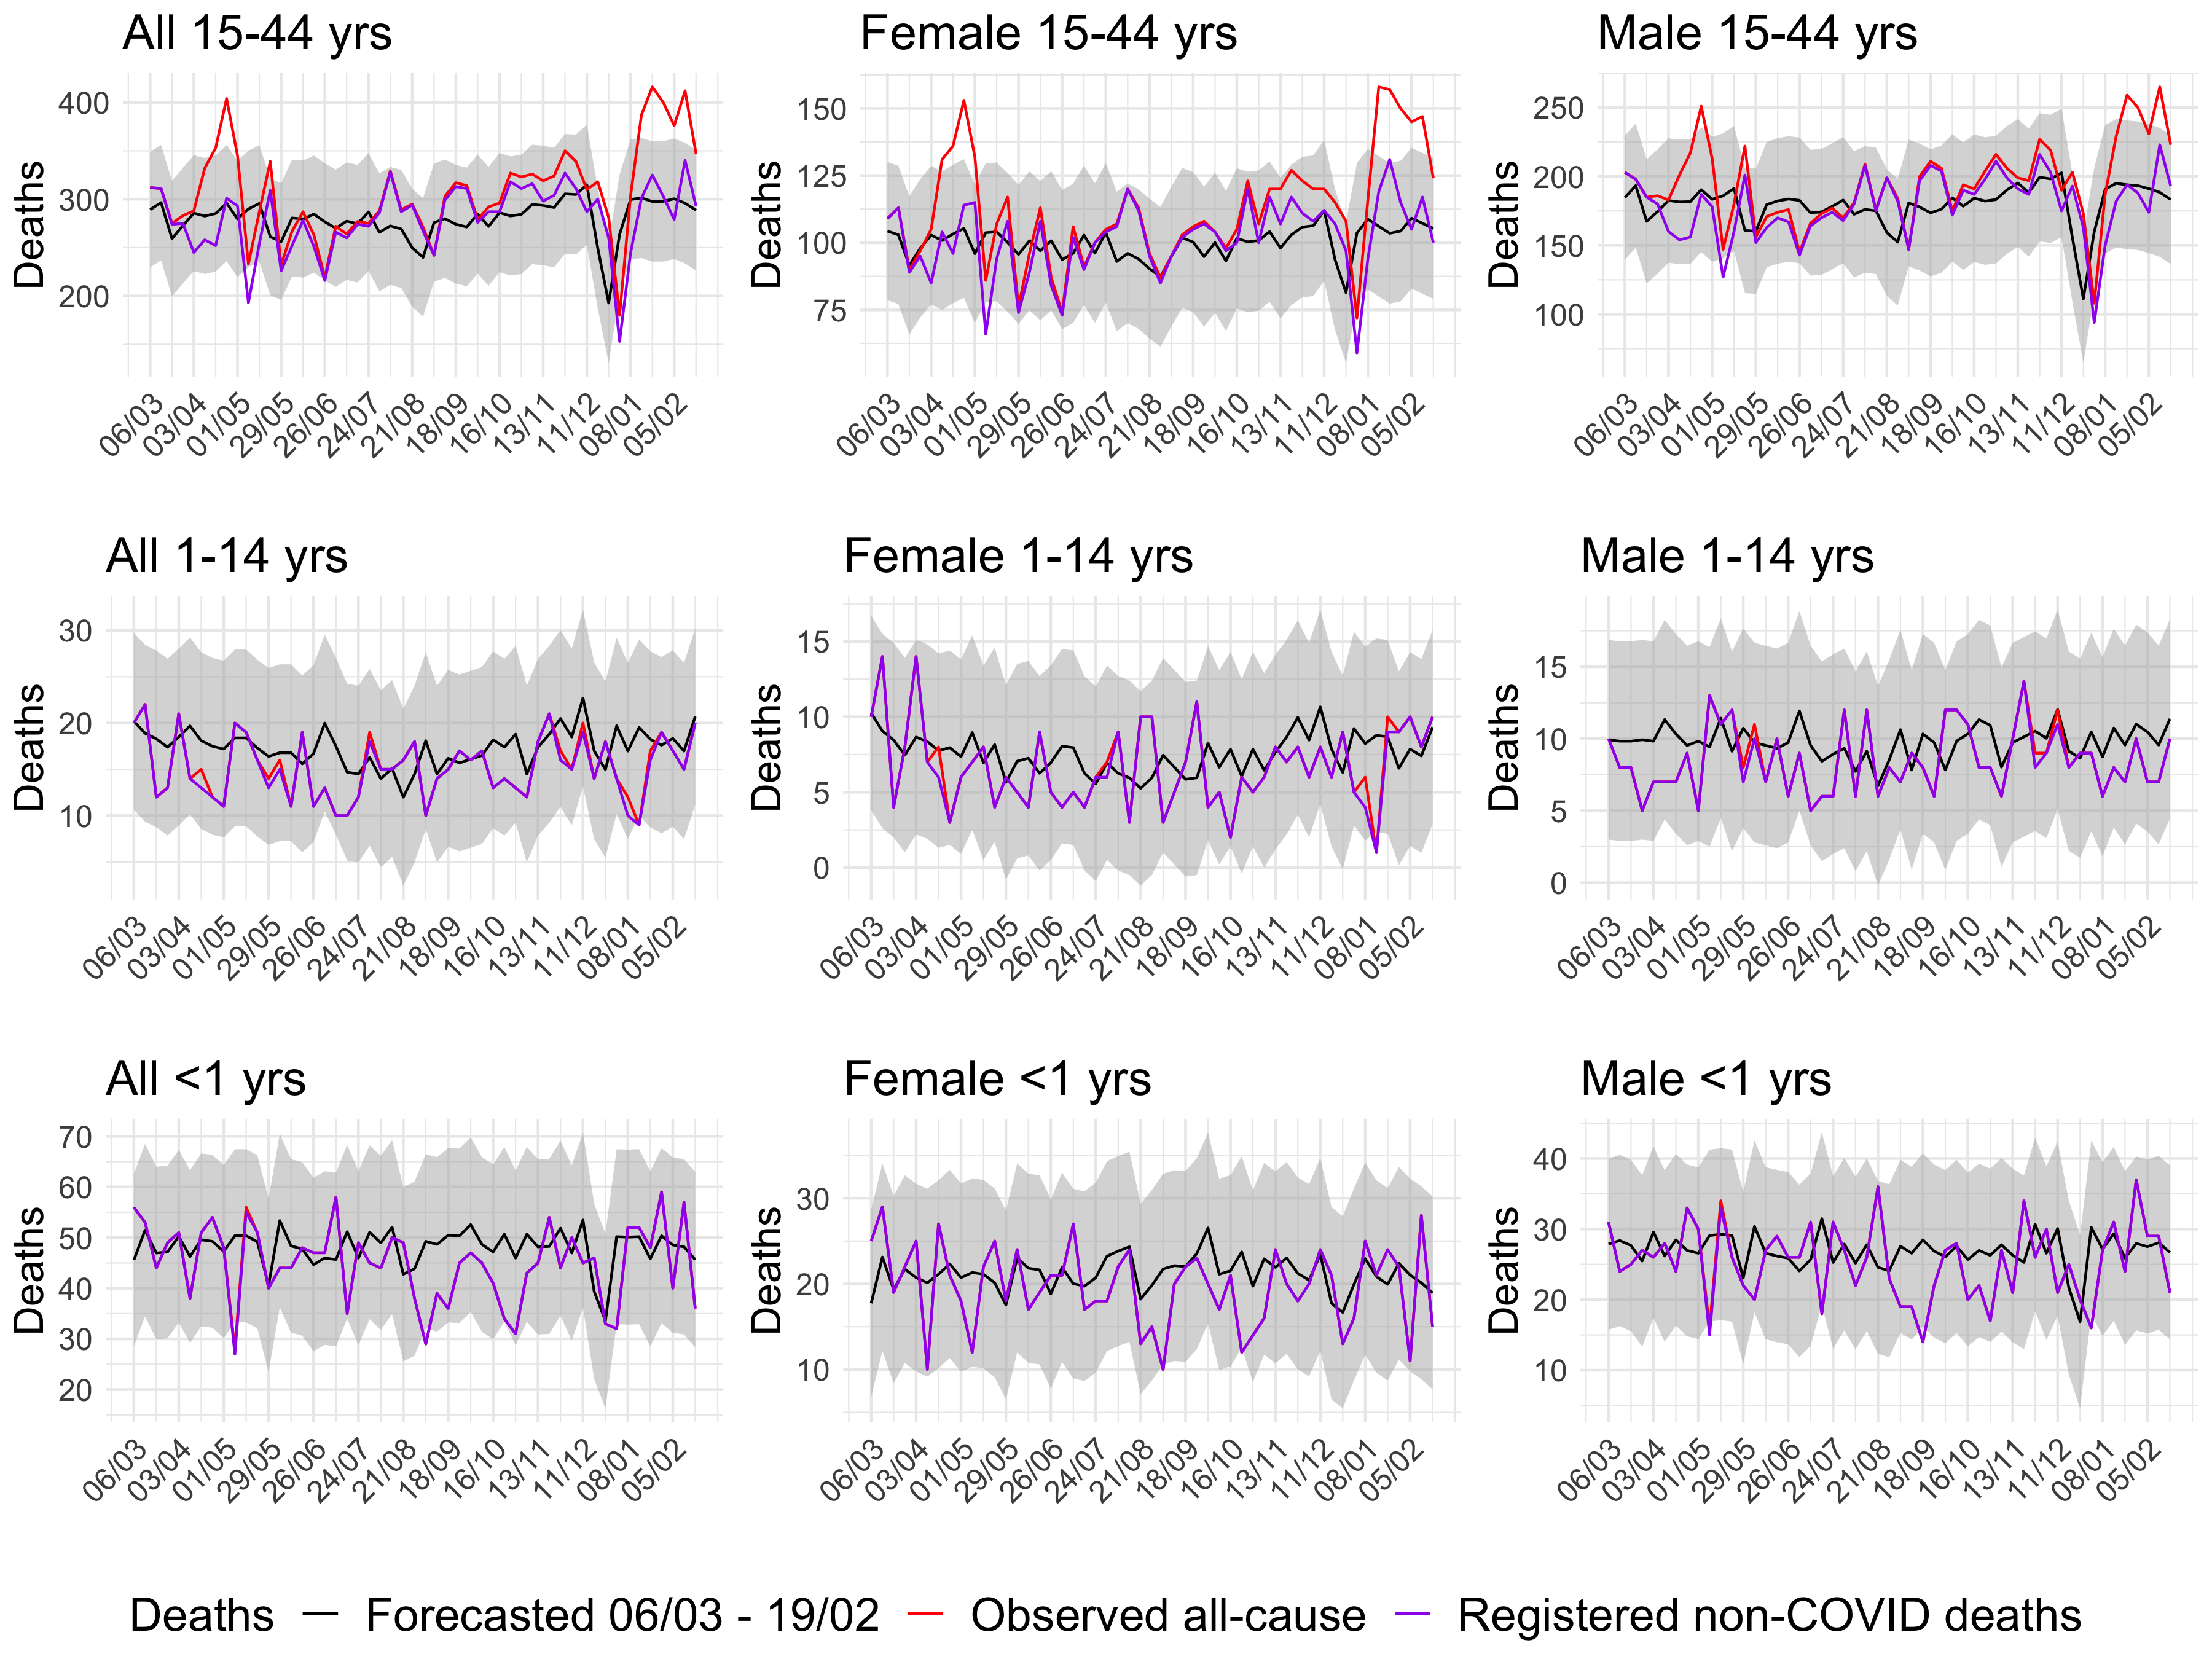 All 15-44 yrs
Female 15-44 yrs
Male 15-44 yrs
Deaths
400
300
200
06/03 03/04 01/05 29/05 26/06 24/07 21/08 18/09 16/10 13/11 11/12 08/01 05/02
Deaths
150
125
100
75
06/03 03/04 01/05 29/05 26/06 24/07 21/08 18/09 16/10 13/11 11/12 08/01 05/02
Deaths
250
200
150
100
06/03 03/04 01/05 29/05 26/06 24/07 21/08 18/09 16/10 13/11 11/12 08/01 05/02
All 1-14 yrs
Female 1-14 yrs
Male 1-14 yrs
Deaths
30
20
10
06/03 03/04 01/05 29/05 26/06 24/07 21/08 18/09 16/10 13/11 11/12 08/01 05/02
Deaths
15
10
5
0
06/03 03/04 01/05 29/05 26/06 24/07 21/08 18/09 16/10 13/11 11/12 08/01 05/02
Deaths
15
10
5
0
06/03 03/04 01/05 29/05 26/06 24/07 21/08 18/09 16/10 13/11 11/12 08/01 05/02
All <1 yrs
Female <1 yrs
Male <1 yrs
Deaths
70
60
50
40
30
20
06/03 03/04 01/05 29/05 26/06 24/07 21/08 18/09 16/10 13/11 11/12 08/01 05/02
Deaths
30
20
10
06/03 03/04 01/05 29/05 26/06 24/07 21/08 18/09 16/10 13/11 11/12 08/01 05/02
Deaths
40
30
20
10
06/03 03/04 01/05 29/05 26/06 24/07 21/08 18/09 16/10 13/11 11/12 08/01 05/02
Deaths Forecasted 06/03 - 19/02 Observed all-cause Registered non-COVID deaths